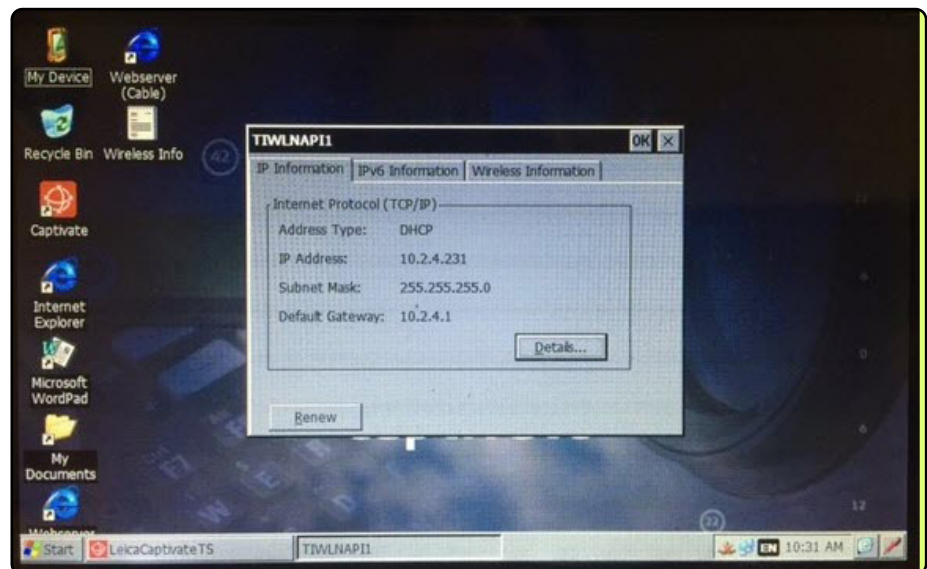 My Device
Webserver
(Cable)
Recycle Bin
Wireless Info
42
Captivate
Internet
Explorer
Microsoft
WordPad
My
Documents
TIWLNAPI1
OK
IP Information
IPv6 Information
Wireless Information
Internet Protocol (TCP/IP)
Address Type: DHCP
IP Address: 10.2.4.231
Subnet Mask: 255.255.255.0
Default Gateway: 10.2.4.1
Details...
Renew
22
12
Start
LeicaCaptivateTS
TIWLNAPI1
EN
10:31 AM